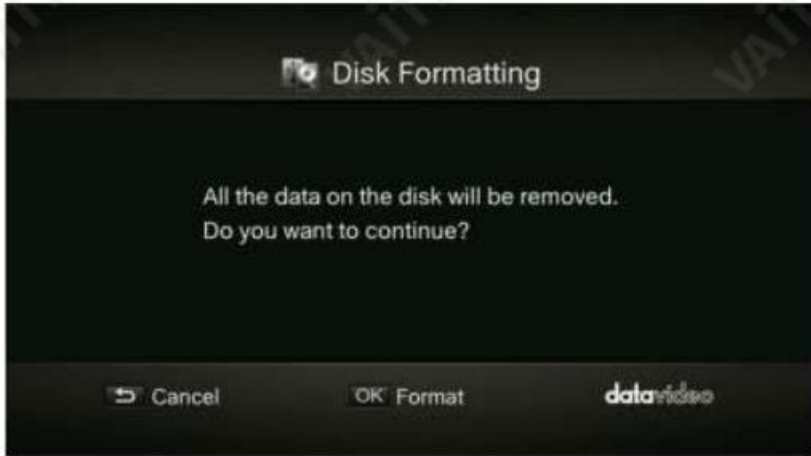 Disk Formatting
All the data on the disk will be removed.
Do you want to continue?
Cancel
OK Format
datavideo